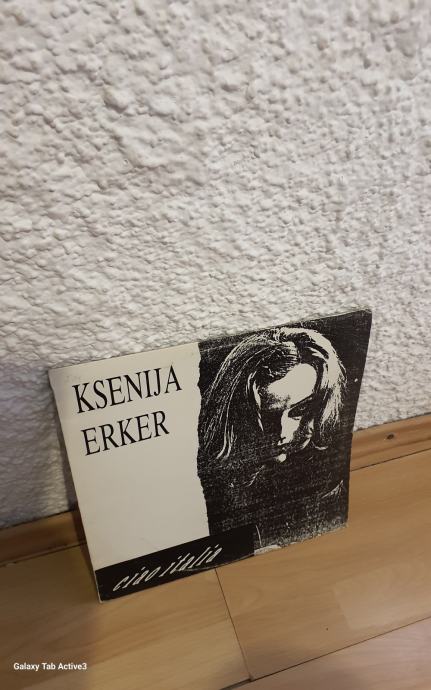 KSENIJA
ERKER
ciao italia
Galaxy Tab Active3